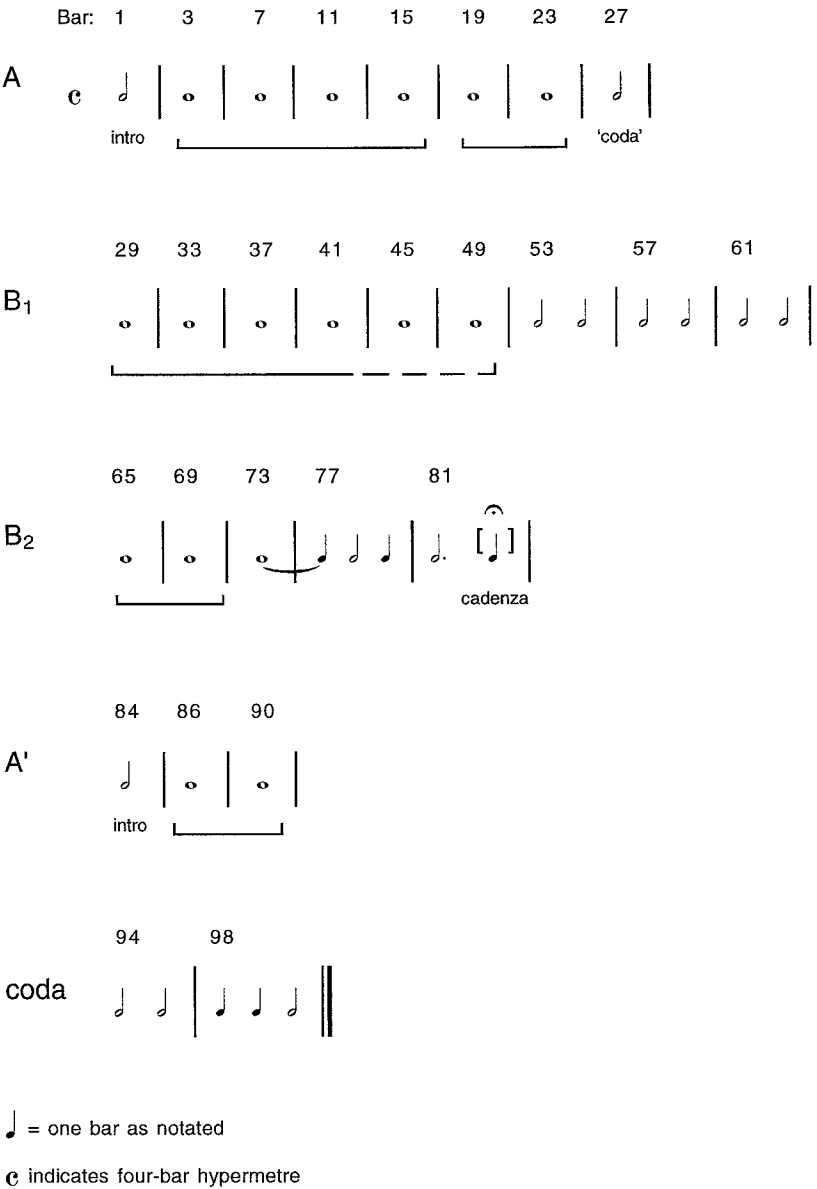 Bar: 1 3 7 11 15 19 23 27
A
c
intro 'coda'
29 33 37 41 45 49 53 57 61
B1
65 69 73 77 81
B2
[ ]
cadenza
84 86 90
A'
intro
94 98
coda
= one bar as notated
c indicates four-bar hypermetre